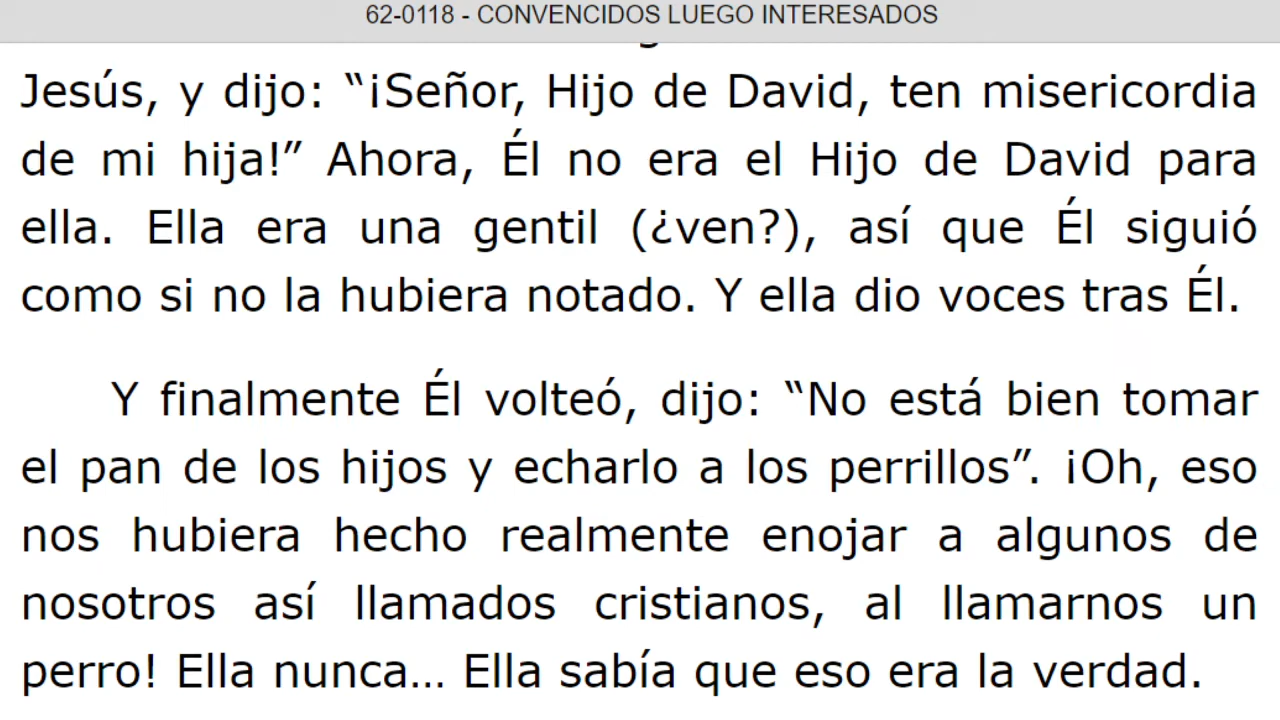 62-0118 - CONVENCIDOS LUEGO INTERESADOS
Jesús, y dijo: “¡Señor, Hijo de David, ten misericordia
de mi hija!” Ahora, Él no era el Hijo de David para
ella. Ella era una gentil (¿ven?), así que Él siguió
como si no la hubiera notado. Y ella dio voces tras Él.
Y finalmente Él volteó, dijo: “No está bien tomar
el pan de los hijos y echarlo a los perrillos”. ¡Oh, eso
nos hubiera hecho realmente enojar a algunos de
nosotros así llamados cristianos, al llamarnos un
perro! Ella nunca… Ella sabía que eso era la verdad.